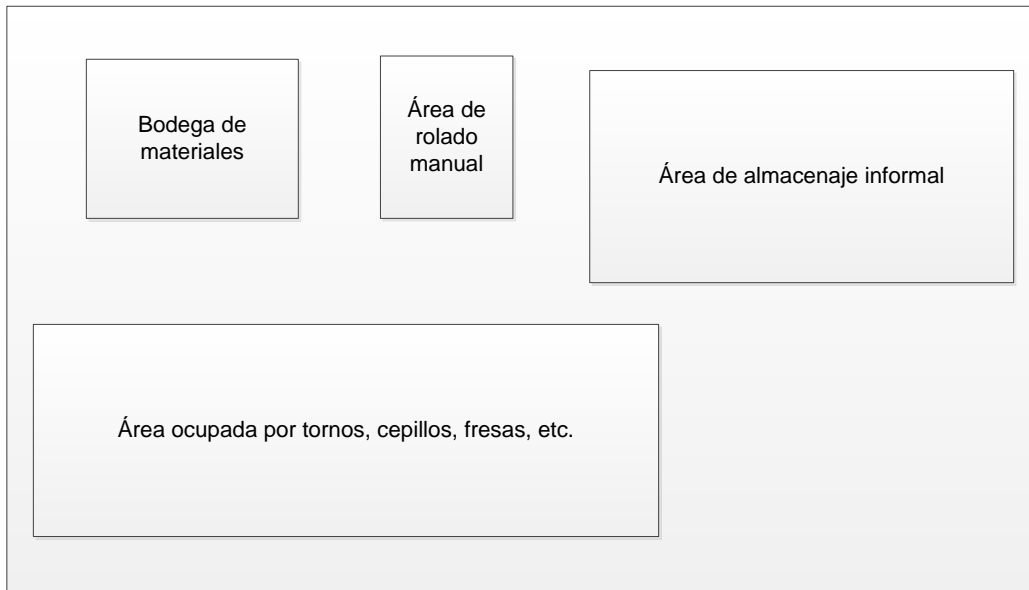 Bodega de
materiales
Área de
rolado
manual
Área de almacenaje informal
Área ocupada por tornos, cepillos, fresas, etc.